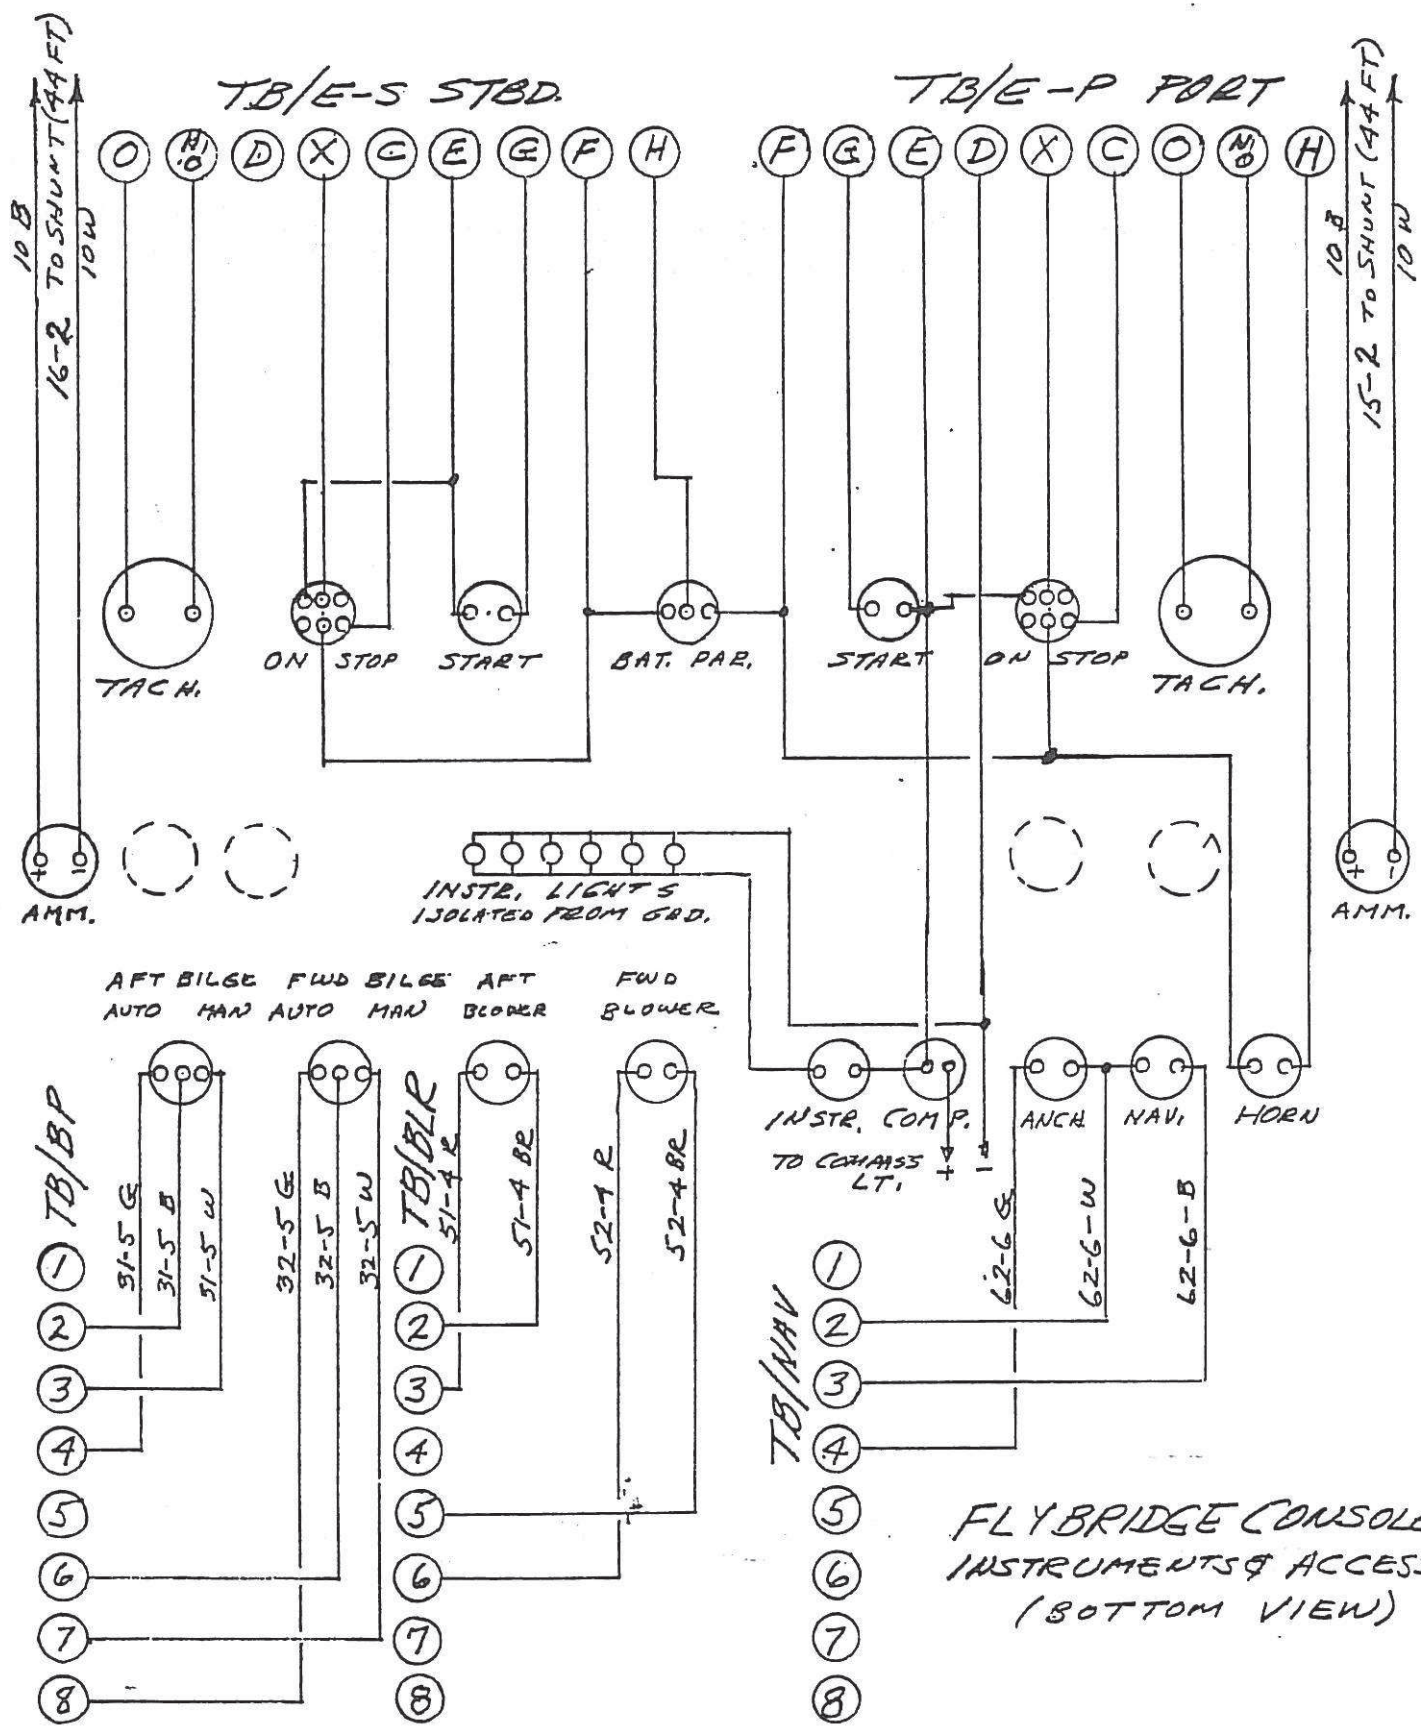 TB/E-S STBD.
TB/E-P PORT
10 B
16-2 TO SHUNT (44 FT)
10 W
O N/O D X C E G F H
F G E D X C O N/O H
10 B
15-2 TO SHUNT (44 FT)
10 W
TACH.
ON STOP
START
BAT. PAR.
START
ON STOP
TACH.
+ -
AMM.
INSTR. LIGHTS
ISOLATED FROM GRD.
+ -
AMM.
AFT BILGE FWD BILGE AFT FWD
AUTO MAN AUTO MAN BLOWER BLOWER
INSTR. COMP. ANCH NAV. HORN
TO COMPASS + -
LT.
TB/BP
31-5 G
31-5 B
51-5 W
32-5 G
32-5 B
32-5 W
TB/BLR
51-4 R
51-4 BR
52-4 R
52-4 BR
TB/NAV
62-6 G
62-6-W
62-6-B
1
2
3
4
5
6
7
8
1
2
3
4
5
6
7
8
1
2
3
4
5
6
7
8
FLYBRIDGE CONSOLE
INSTRUMENTS & ACCESS
(BOTTOM VIEW)